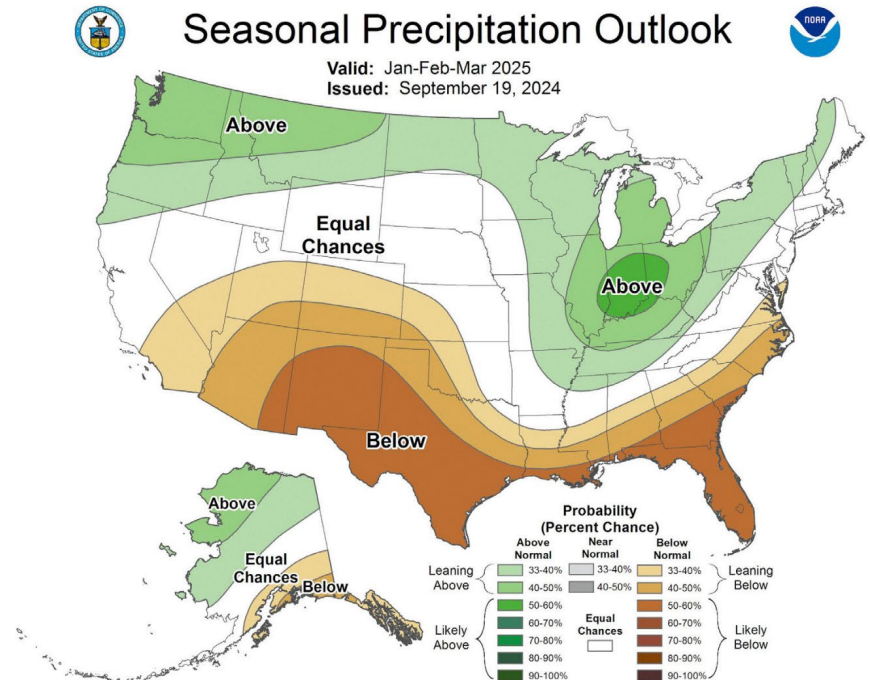 NOAA
Seasonal Precipitation Outlook
Valid: Jan-Feb-Mar 2025
Issued: September 19, 2024
Above
Equal
Chances
Above
Below
Above
Equal
Chances
Below
Probability
(Percent Chance)
Above
Normal
Near
Normal
Below
Normal
Leaning
Above
33-40%
40-50%
33-40%
40-50%
33-40%
40-50%
Leaning
Below
Likely
Above
50-60%
60-70%
70-80%
80-90%
90-100%
Equal
Chances
50-60%
60-70%
70-80%
80-90%
90-100%
Likely
Below